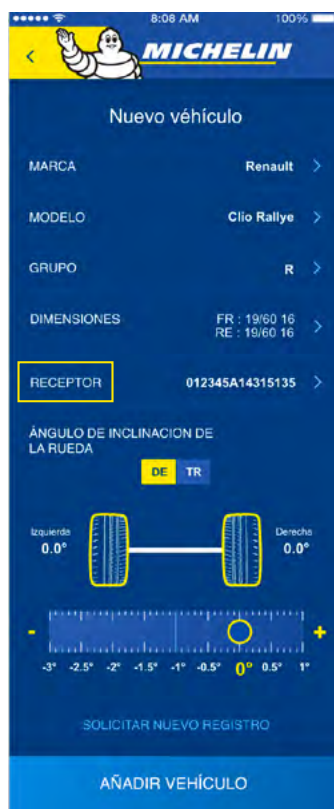 8:08 AM 100%
MICHELIN
Nuevo véhículo
MARCA Renault
MODELO Clio Rallye
GRUPO R
DIMENSIONES FR : 19/60 16
RE : 19/60 16
RECEPTOR 012345A14315135
ÁNGULO DE INCLINACION DE
LA RUEDA
DE TR
Izquierda Derecha
0.0° 0.0°
- +
-3° -2.5° -2° -1.5° -1° -0.5° 0° 0.5° 1°
SOLICITAR NUEVO REGISTRO
AÑADIR VEHÍCULO